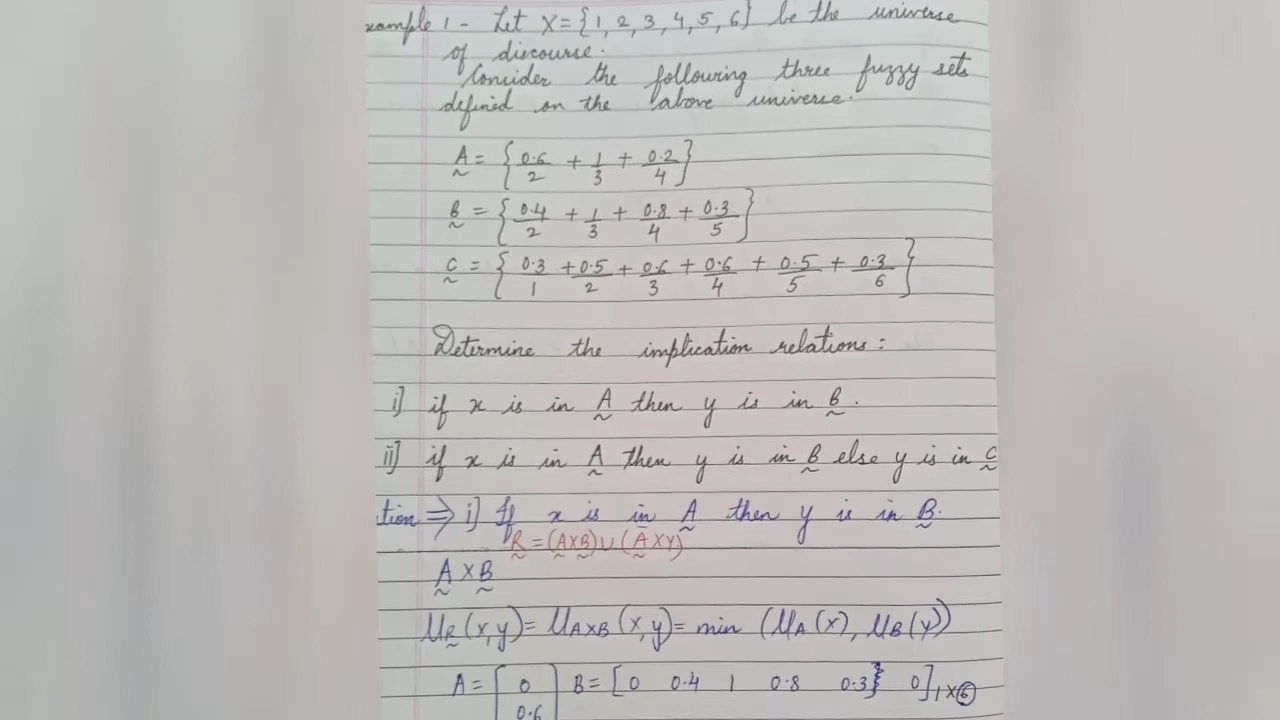 xample 1 - Let X = {1, 2, 3, 4, 5, 6} be the universe
of discourse.
Consider the following three fuzzy sets
defined on the above universe.
A̰ = {0.6/2 + 1/3 + 0.2/4}
B̰ = {0.4/2 + 1/3 + 0.8/4 + 0.3/5}
C̰ = {0.3/1 + 0.5/2 + 0.6/3 + 0.6/4 + 0.5/5 + 0.3/6}
Determine the implication relations :
i] if x is in A̰ then y is in B̰.
ii] if x is in A̰ then y is in B̰ else y is in C̰
tion ⇒ i] If x is in A̰ then y is in B̰.
R̰ = (A̰ × B̰) ∪ (Ā̰ × Y)
A̰ × B̰
μR̰ (x, y) = μA×B (x, y) = min (μA (x), μB (y))
A = [0 B = [0 0.4 1 0.8 0.3 0] 1×6
0.6